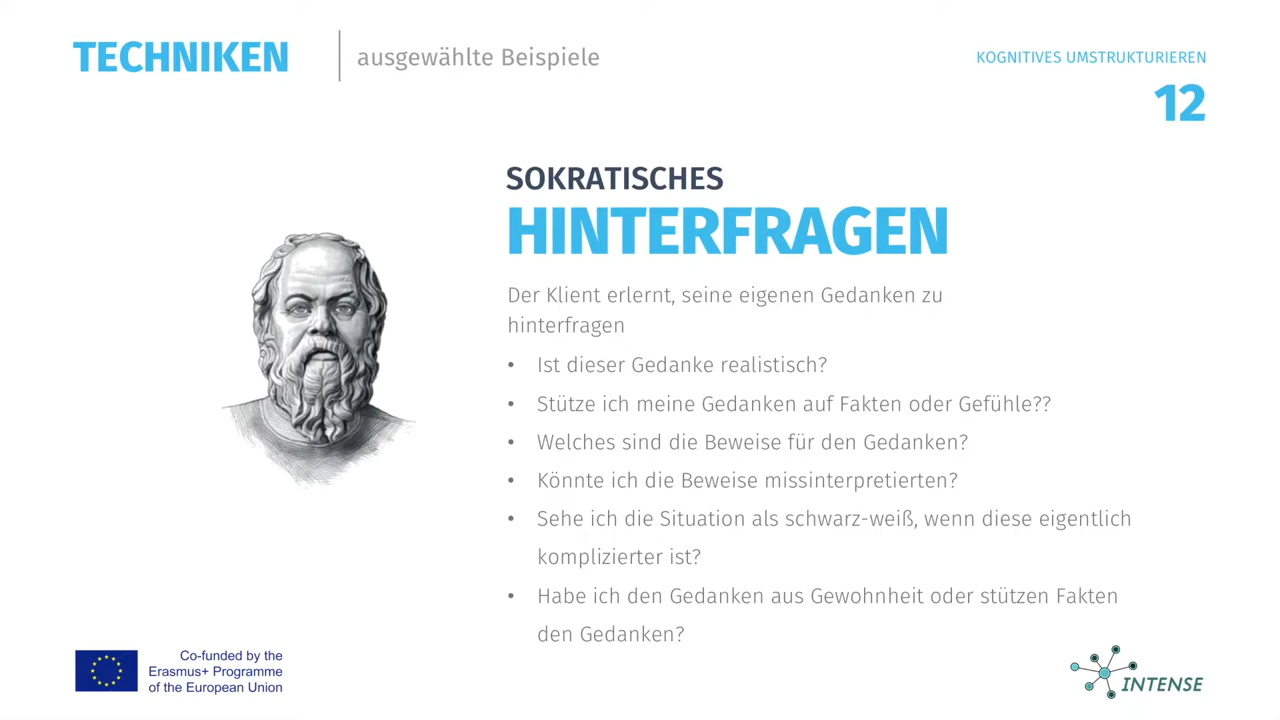 TECHNIKEN
ausgewählte Beispiele
KOGNITIVES UMSTRUKTURIEREN
12
SOKRATISCHES
HINTERFRAGEN
Der Klient erlernt, seine eigenen Gedanken zu
hinterfragen
• Ist dieser Gedanke realistisch?
• Stütze ich meine Gedanken auf Fakten oder Gefühle??
• Welches sind die Beweise für den Gedanken?
• Könnte ich die Beweise missinterpretierten?
• Sehe ich die Situation als schwarz-weiß, wenn diese eigentlich
komplizierter ist?
• Habe ich den Gedanken aus Gewohnheit oder stützen Fakten
den Gedanken?
Co-funded by the
Erasmus+ Programme
of the European Union
INTENSE